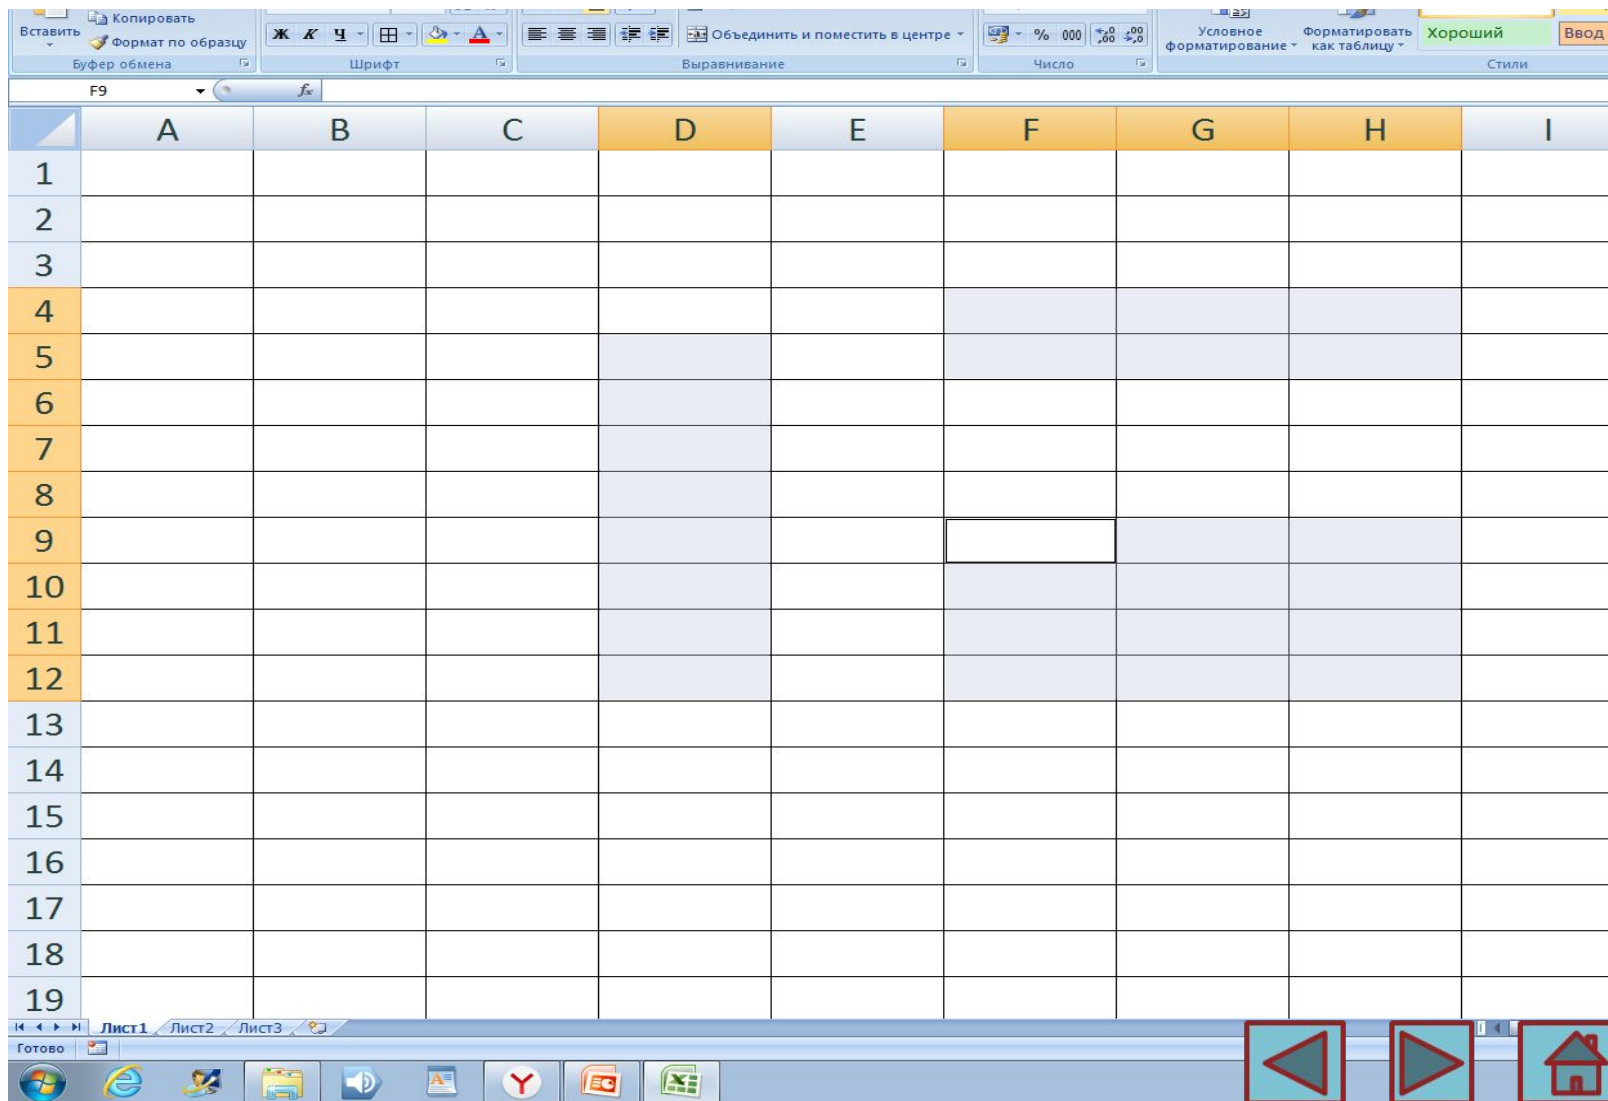 Копировать
Вставить
Формат по образцу
Ж К Ч А
Объединить и поместить в центре
% 000 ,00 ,0
Условное форматирование
Форматировать как таблицу
Хороший
Ввод
Буфер обмена
Шрифт
Выравнивание
Число
Стили
F9
fx
A B C D E F G H I
1
2
3
4
5
6
7
8
9
10
11
12
13
14
15
16
17
18
19
Лист1 Лист2 Лист3
Готово